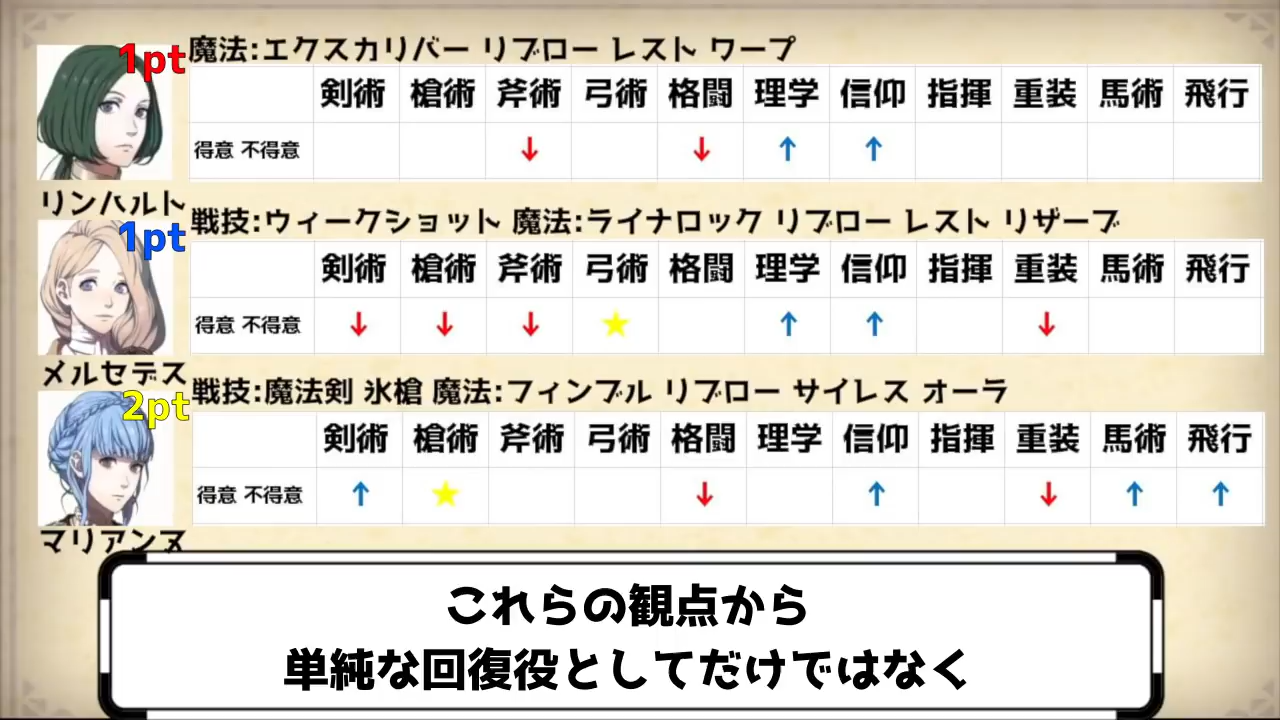 1pt
魔法:エクスカリバー リブロー レスト ワープ
剣術 槍術 斧術 弓術 格闘 理学 信仰 指揮 重装 馬術 飛行
得意 不得意 ↓ ↓ ↑ ↑
リンハルト
1pt
戦技:ウィークショット 魔法:ライナロック リブロー レスト リザーブ
剣術 槍術 斧術 弓術 格闘 理学 信仰 指揮 重装 馬術 飛行
得意 不得意 ↓ ↓ ↓ ★ ↑ ↑ ↓
メルセデス
2pt
戦技:魔法剣 氷槍 魔法:フィンブル リブロー サイレス オーラ
剣術 槍術 斧術 弓術 格闘 理学 信仰 指揮 重装 馬術 飛行
得意 不得意 ↑ ★ ↓ ↑ ↓ ↑ ↑
マリアンヌ
これらの観点から
単純な回復役としてだけではなく